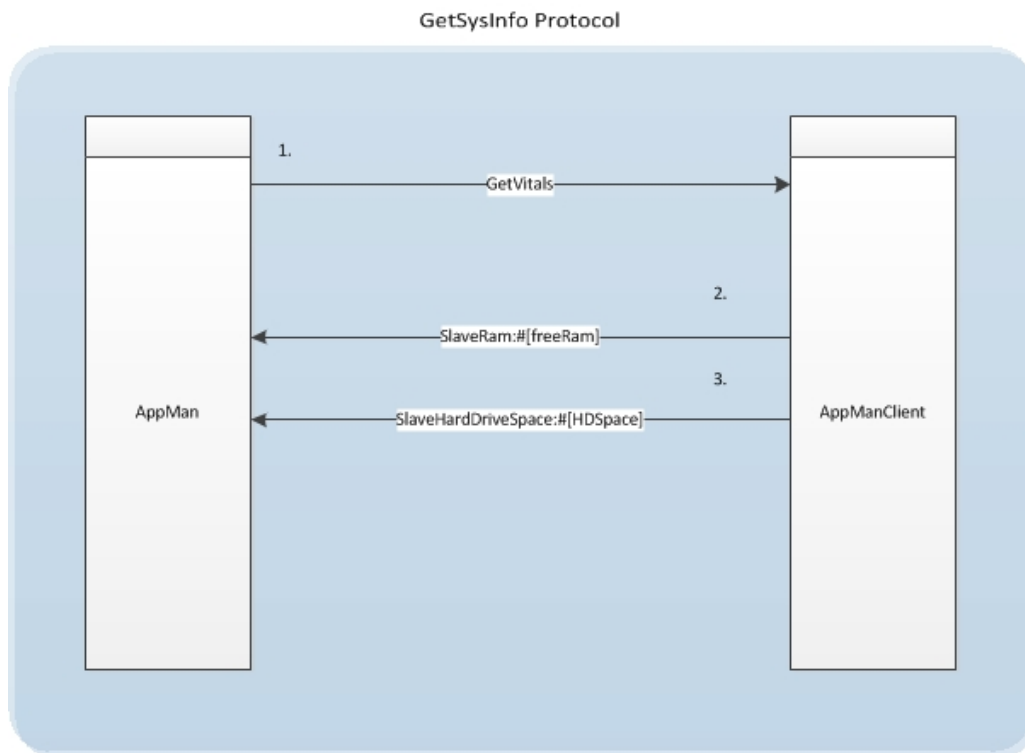 GetSysInfo Protocol
1.
GetVitals
2.
SlaveRam:#[freeRam]
3.
AppMan
SlaveHardDriveSpace:#[HDSpace]
AppManClient